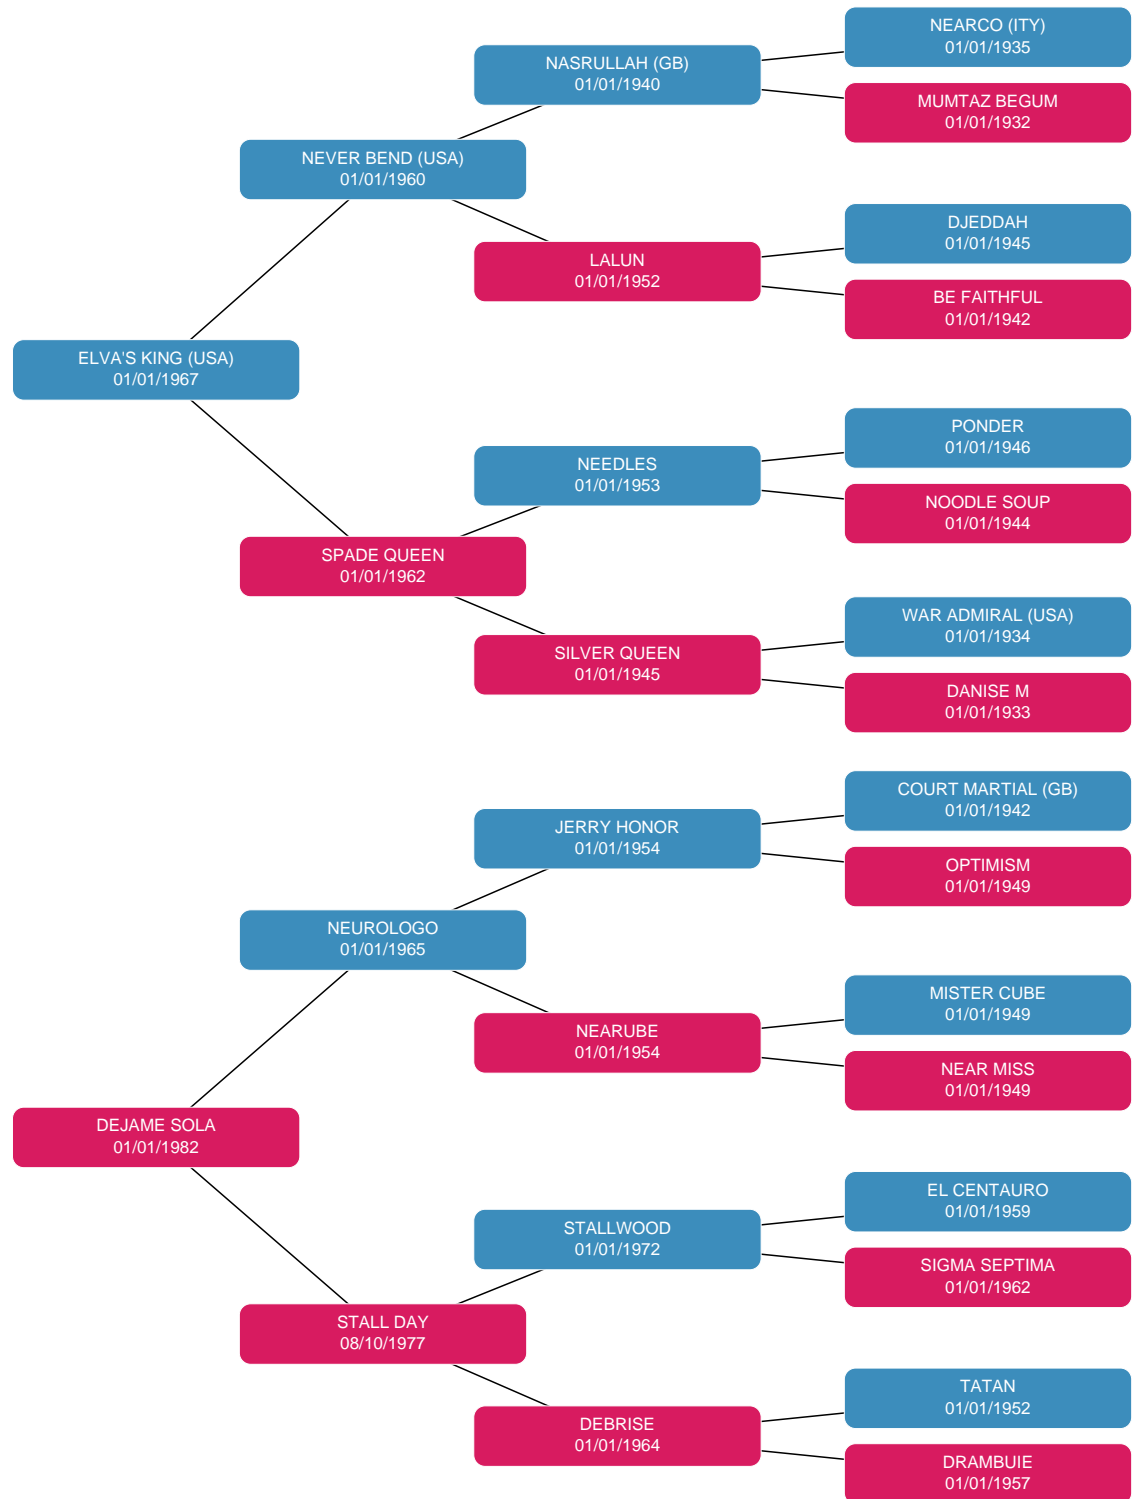 NEARCO (ITY)
01/01/1935
NASRULLAH (GB)
01/01/1940
MUMTAZ BEGUM
01/01/1932
NEVER BEND (USA)
01/01/1960
DJEDDAH
01/01/1945
LALUN
01/01/1952
BE FAITHFUL
01/01/1942
ELVA'S KING (USA)
01/01/1967
PONDER
01/01/1946
NEEDLES
01/01/1953
NOODLE SOUP
01/01/1944
SPADE QUEEN
01/01/1962
WAR ADMIRAL (USA)
01/01/1934
SILVER QUEEN
01/01/1945
DANISE M
01/01/1933
COURT MARTIAL (GB)
01/01/1942
JERRY HONOR
01/01/1954
OPTIMISM
01/01/1949
NEUROLOGO
01/01/1965
MISTER CUBE
01/01/1949
NEARUBE
01/01/1954
NEAR MISS
01/01/1949
DEJAME SOLA
01/01/1982
EL CENTAURO
01/01/1959
STALLWOOD
01/01/1972
SIGMA SEPTIMA
01/01/1962
STALL DAY
08/10/1977
TATAN
01/01/1952
DEBRISE
01/01/1964
DRAMBUIE
01/01/1957